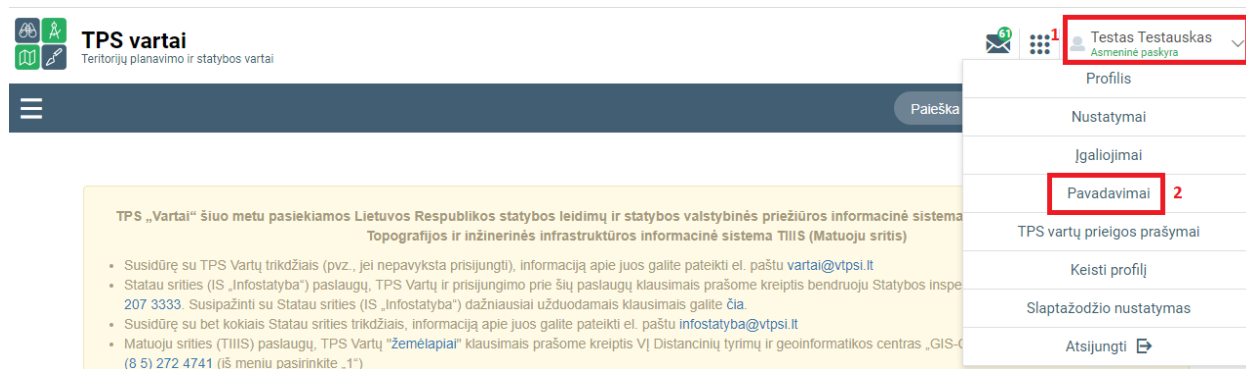 TPS vartai
Teritorijų planavimo ir statybos vartai
61
1
Testas Testauskas
Asmeninė paskyra
Paieška
Profilis
Nustatymai
Įgaliojimai
Pavadavimai
2
TPS vartų prieigos prašymai
Keisti profilį
Slaptažodžio nustatymas
Atsijungti
TPS „Vartai“ šiuo metu pasiekiamos Lietuvos Respublikos statybos leidimų ir statybos valstybinės priežiūros informacinė sistema
Topografijos ir inžinerinės infrastruktūros informacinė sistema TIIIS (Matuoju sritis)
• Susidūrę su TPS Vartų trikdžiais (pvz., jei nepavyksta prisijungti), informaciją apie juos galite pateikti el. paštu vartai@vtpsi.lt
• Statau srities (IS „Infostatyba“) paslaugų, TPS Vartų ir prisijungimo prie šių paslaugų klausimais prašome kreiptis bendruoju Statybos inspe
207 3333. Susipažinti su Statau srities (IS „Infostatyba“) dažniausiai užduodamais klausimais galite čia.
• Susidūrę su bet kokiais Statau srities trikdžiais, informaciją apie juos galite pateikti el. paštu infostatyba@vtpsi.lt
• Matuoju srities (TIIIS) paslaugų, TPS Vartų "žemėlapiai" klausimais prašome kreiptis VĮ Distancinių tyrimų ir geoinformatikos centras „GIS-
(8 5) 272 4741 (iš meniu pasirinkite „1“)